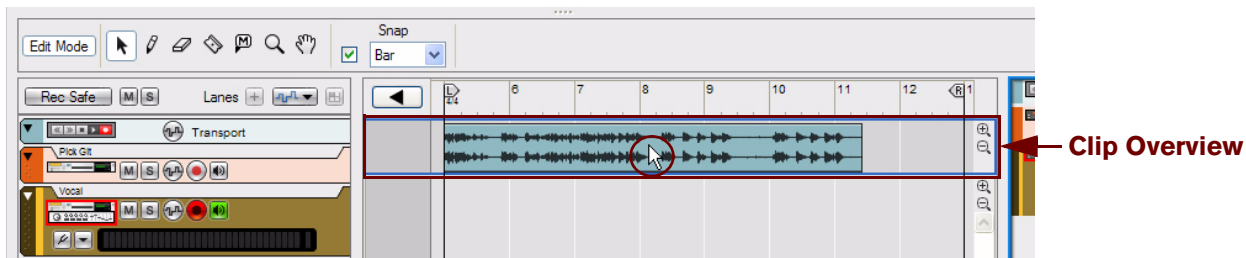 Snap
Edit Mode
M
Bar
Rec Safe M S Lanes
L 6 7 8 9 10 11 12 R 1
4/4
Transport
Pick Git
M S
Clip Overview
Vocal
M S